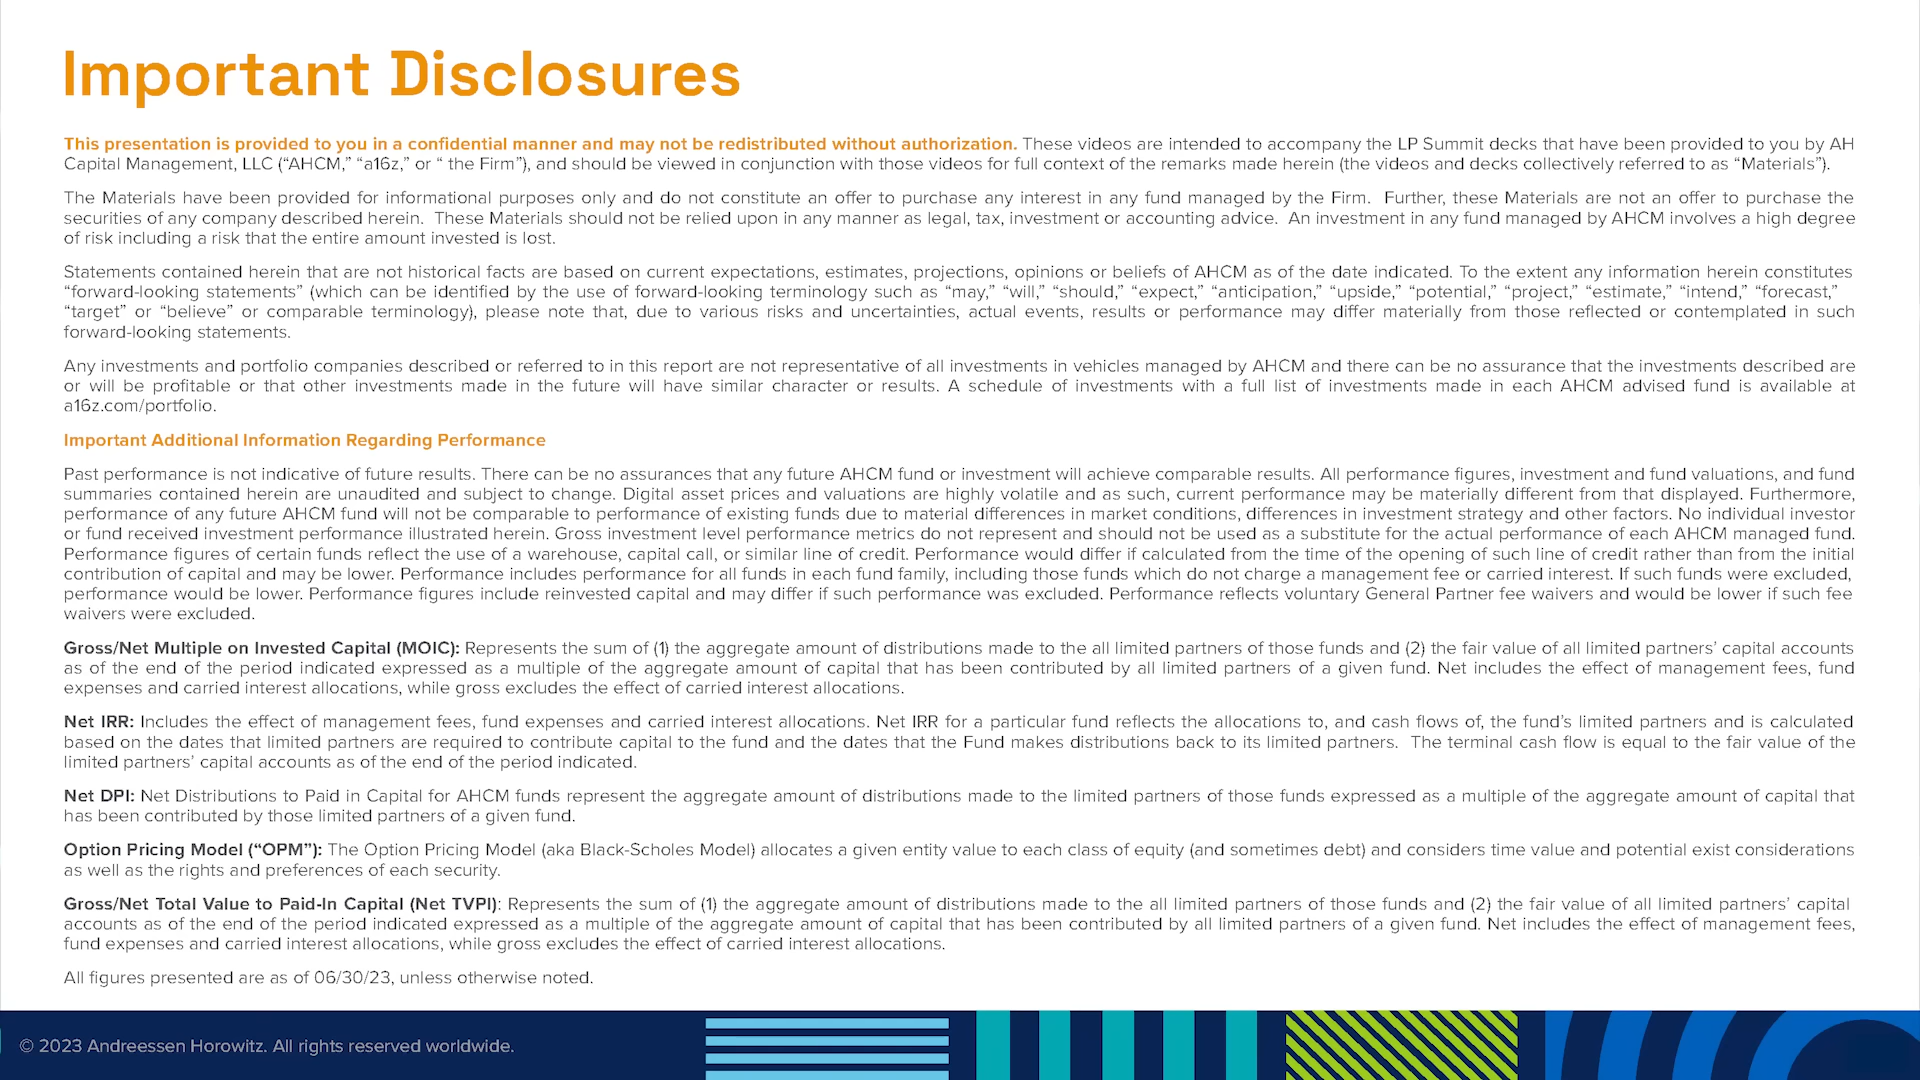 Important Disclosures
This presentation is provided to you in a confidential manner and may not be redistributed without authorization. These videos are intended to accompany the LP Summit decks that have been provided to you by AH
Capital Management, LLC (“AHCM,” “a16z,” or “ the Firm”), and should be viewed in conjunction with those videos for full context of the remarks made herein (the videos and decks collectively referred to as “Materials”).
The Materials have been provided for informational purposes only and do not constitute an offer to purchase any interest in any fund managed by the Firm.  Further, these Materials are not an offer to purchase the
securities of any company described herein.  These Materials should not be relied upon in any manner as legal, tax, investment or accounting advice.  An investment in any fund managed by AHCM involves a high degree
of risk including a risk that the entire amount invested is lost.
Statements contained herein that are not historical facts are based on current expectations, estimates, projections, opinions or beliefs of AHCM as of the date indicated. To the extent any information herein constitutes
“forward-looking statements” (which can be identified by the use of forward-looking terminology such as “may,” “will,” “should,” “expect,” “anticipation,” “upside,” “potential,” “project,” “estimate,” “intend,” “forecast,”
“target” or “believe” or comparable terminology), please note that, due to various risks and uncertainties, actual events, results or performance may differ materially from those reflected or contemplated in such
forward-looking statements.
Any investments and portfolio companies described or referred to in this report are not representative of all investments in vehicles managed by AHCM and there can be no assurance that the investments described are
or will be profitable or that other investments made in the future will have similar character or results. A schedule of investments with a full list of investments made in each AHCM advised fund is available at
a16z.com/portfolio.
Important Additional Information Regarding Performance
Past performance is not indicative of future results. There can be no assurances that any future AHCM fund or investment will achieve comparable results. All performance figures, investment and fund valuations, and fund
summaries contained herein are unaudited and subject to change. Digital asset prices and valuations are highly volatile and as such, current performance may be materially different from that displayed. Furthermore,
performance of any future AHCM fund will not be comparable to performance of existing funds due to material differences in market conditions, differences in investment strategy and other factors. No individual investor
or fund received investment performance illustrated herein. Gross investment level performance metrics do not represent and should not be used as a substitute for the actual performance of each AHCM managed fund.
Performance figures of certain funds reflect the use of a warehouse, capital call, or similar line of credit. Performance would differ if calculated from the time of the opening of such line of credit rather than from the initial
contribution of capital and may be lower. Performance includes performance for all funds in each fund family, including those funds which do not charge a management fee or carried interest. If such funds were excluded,
performance would be lower. Performance figures include reinvested capital and may differ if such performance was excluded. Performance reflects voluntary General Partner fee waivers and would be lower if such fee
waivers were excluded.
Gross/Net Multiple on Invested Capital (MOIC): Represents the sum of (1) the aggregate amount of distributions made to the all limited partners of those funds and (2) the fair value of all limited partners’ capital accounts
as of the end of the period indicated expressed as a multiple of the aggregate amount of capital that has been contributed by all limited partners of a given fund. Net includes the effect of management fees, fund
expenses and carried interest allocations, while gross excludes the effect of carried interest allocations.
Net IRR: Includes the effect of management fees, fund expenses and carried interest allocations. Net IRR for a particular fund reflects the allocations to, and cash flows of, the fund’s limited partners and is calculated
based on the dates that limited partners are required to contribute capital to the fund and the dates that the Fund makes distributions back to its limited partners.  The terminal cash flow is equal to the fair value of the
limited partners’ capital accounts as of the end of the period indicated.
Net DPI: Net Distributions to Paid in Capital for AHCM funds represent the aggregate amount of distributions made to the limited partners of those funds expressed as a multiple of the aggregate amount of capital that
has been contributed by those limited partners of a given fund.
Option Pricing Model (“OPM”): The Option Pricing Model (aka Black-Scholes Model) allocates a given entity value to each class of equity (and sometimes debt) and considers time value and potential exist considerations
as well as the rights and preferences of each security.
Gross/Net Total Value to Paid-In Capital (Net TVPI): Represents the sum of (1) the aggregate amount of distributions made to the all limited partners of those funds and (2) the fair value of all limited partners’ capital
accounts as of the end of the period indicated expressed as a multiple of the aggregate amount of capital that has been contributed by all limited partners of a given fund. Net includes the effect of management fees,
fund expenses and carried interest allocations, while gross excludes the effect of carried interest allocations.
All figures presented are as of 06/30/23, unless otherwise noted.
© 2023 Andreessen Horowitz. All rights reserved worldwide.